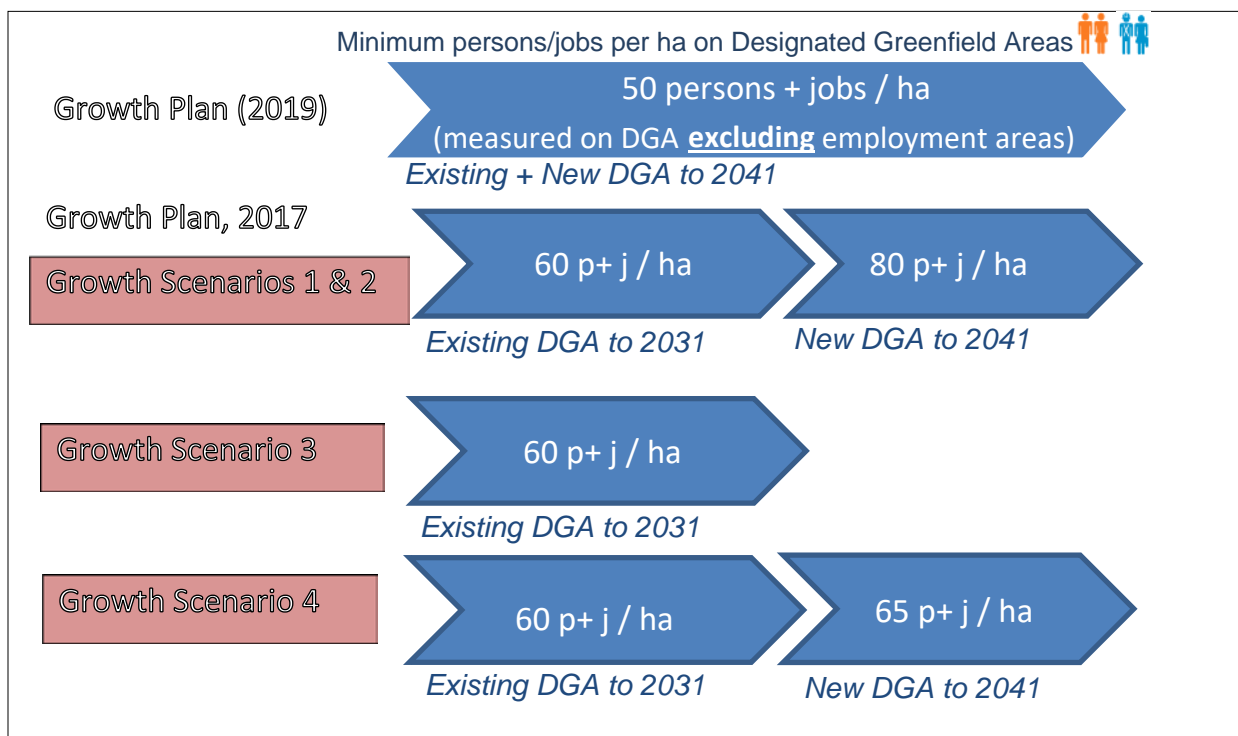 Minimum persons/jobs per ha on Designated Greenfield Areas
Growth Plan (2019)
50 persons + jobs / ha
(measured on DGA excluding employment areas)
Existing + New DGA to 2041
Growth Plan, 2017
Growth Scenarios 1 & 2
60 p+ j / ha
80 p+ j / ha
Existing DGA to 2031
New DGA to 2041
Growth Scenario 3
60 p+ j / ha
Existing DGA to 2031
Growth Scenario 4
60 p+ j / ha
65 p+ j / ha
Existing DGA to 2031
New DGA to 2041